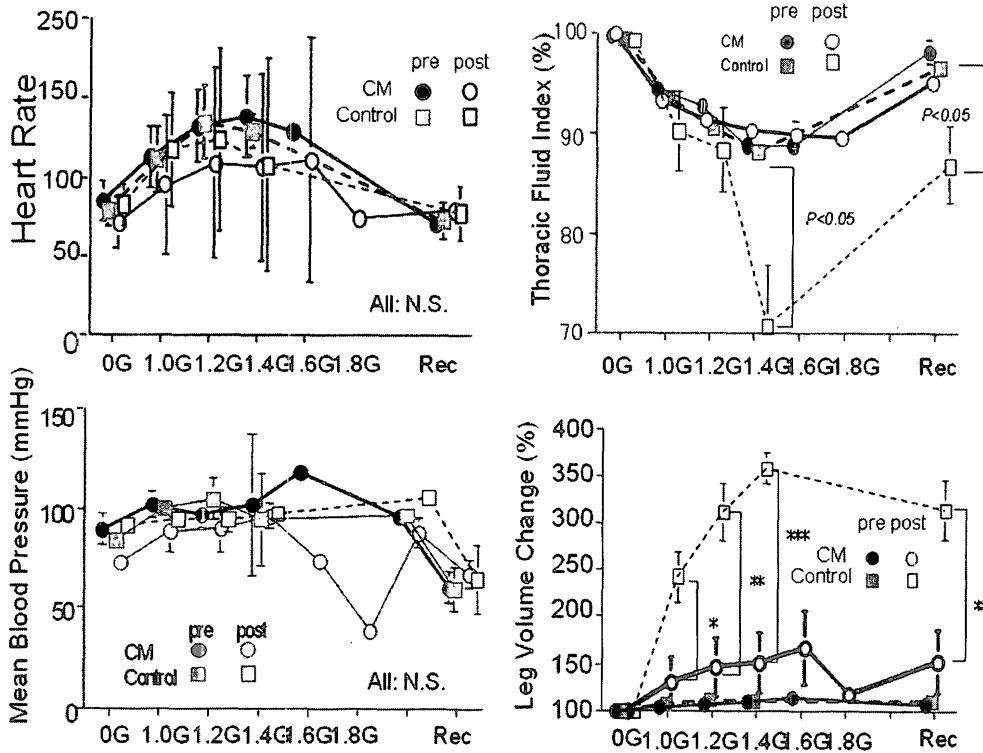 Heart Rate
250
150
100
50
0
pre post
CM
Control
All: N.S.
0G 1.0G 1.2G 1.4G 1.6G 1.8G Rec
Thoracic Fluid Index (%)
100
90
80
70
pre post
CM
Control
P<0.05
P<0.05
0G 1.0G 1.2G 1.4G 1.6G 1.8G Rec
Mean Blood Pressure (mmHg)
150
100
50
0
pre post
CM
Control
All: N.S.
0G 1.0G 1.2G 1.4G 1.6G 1.8G Rec
Leg Volume Change (%)
400
350
300
250
200
150
100
pre post
CM
Control
*
**
***
*
0G 1.0G 1.2G 1.4G 1.6G 1.8G Rec